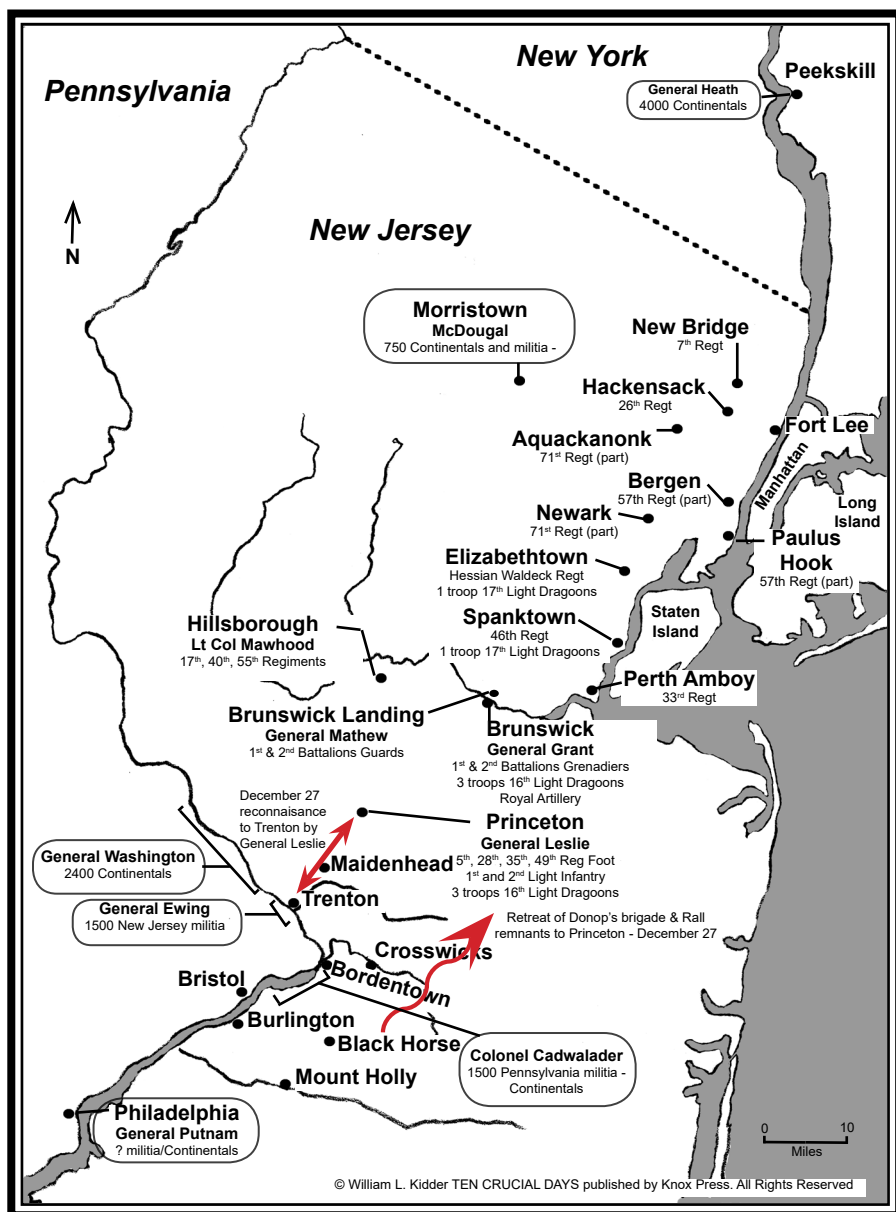 New York
Pennsylvania
Peekskill
General Heath
4000 Continentals
N
New Jersey
Morristown
McDougal
750 Continentals and militia -
New Bridge
7th Regt
Hackensack
26th Regt
Fort Lee
Aquackanonk
71st Regt (part)
Manhattan
Bergen
57th Regt (part)
Long
Island
Newark
71st Regt (part)
Paulus
Hook
57th Regt (part)
Elizabethtown
Hessian Waldeck Regt
1 troop 17th Light Dragoons
Staten
Island
Spanktown
46th Regt
1 troop 17th Light Dragoons
Hillsborough
Lt Col Mawhood
17th, 40th, 55th Regiments
Perth Amboy
33rd Regt
Brunswick Landing
General Mathew
1st & 2nd Battalions Guards
Brunswick
General Grant
1st & 2nd Battalions Grenadiers
3 troops 16th Light Dragoons
Royal Artillery
December 27
reconnaisance
to Trenton by
General Leslie
Princeton
General Leslie
5th, 28th, 35th, 49th Reg Foot
1st and 2nd Light Infantry
3 troops 16th Light Dragoons
General Washington
2400 Continentals
Maidenhead
Trenton
General Ewing
1500 New Jersey militia
Retreat of Donop's brigade & Rall
remnants to Princeton - December 27
Crosswicks
Bordentown
Bristol
Burlington
Black Horse
Colonel Cadwalader
1500 Pennsylvania militia -
Continentals
Mount Holly
Philadelphia
General Putnam
? militia/Continentals
0 10
Miles
© William L. Kidder TEN CRUCIAL DAYS published by Knox Press. All Rights Reserved